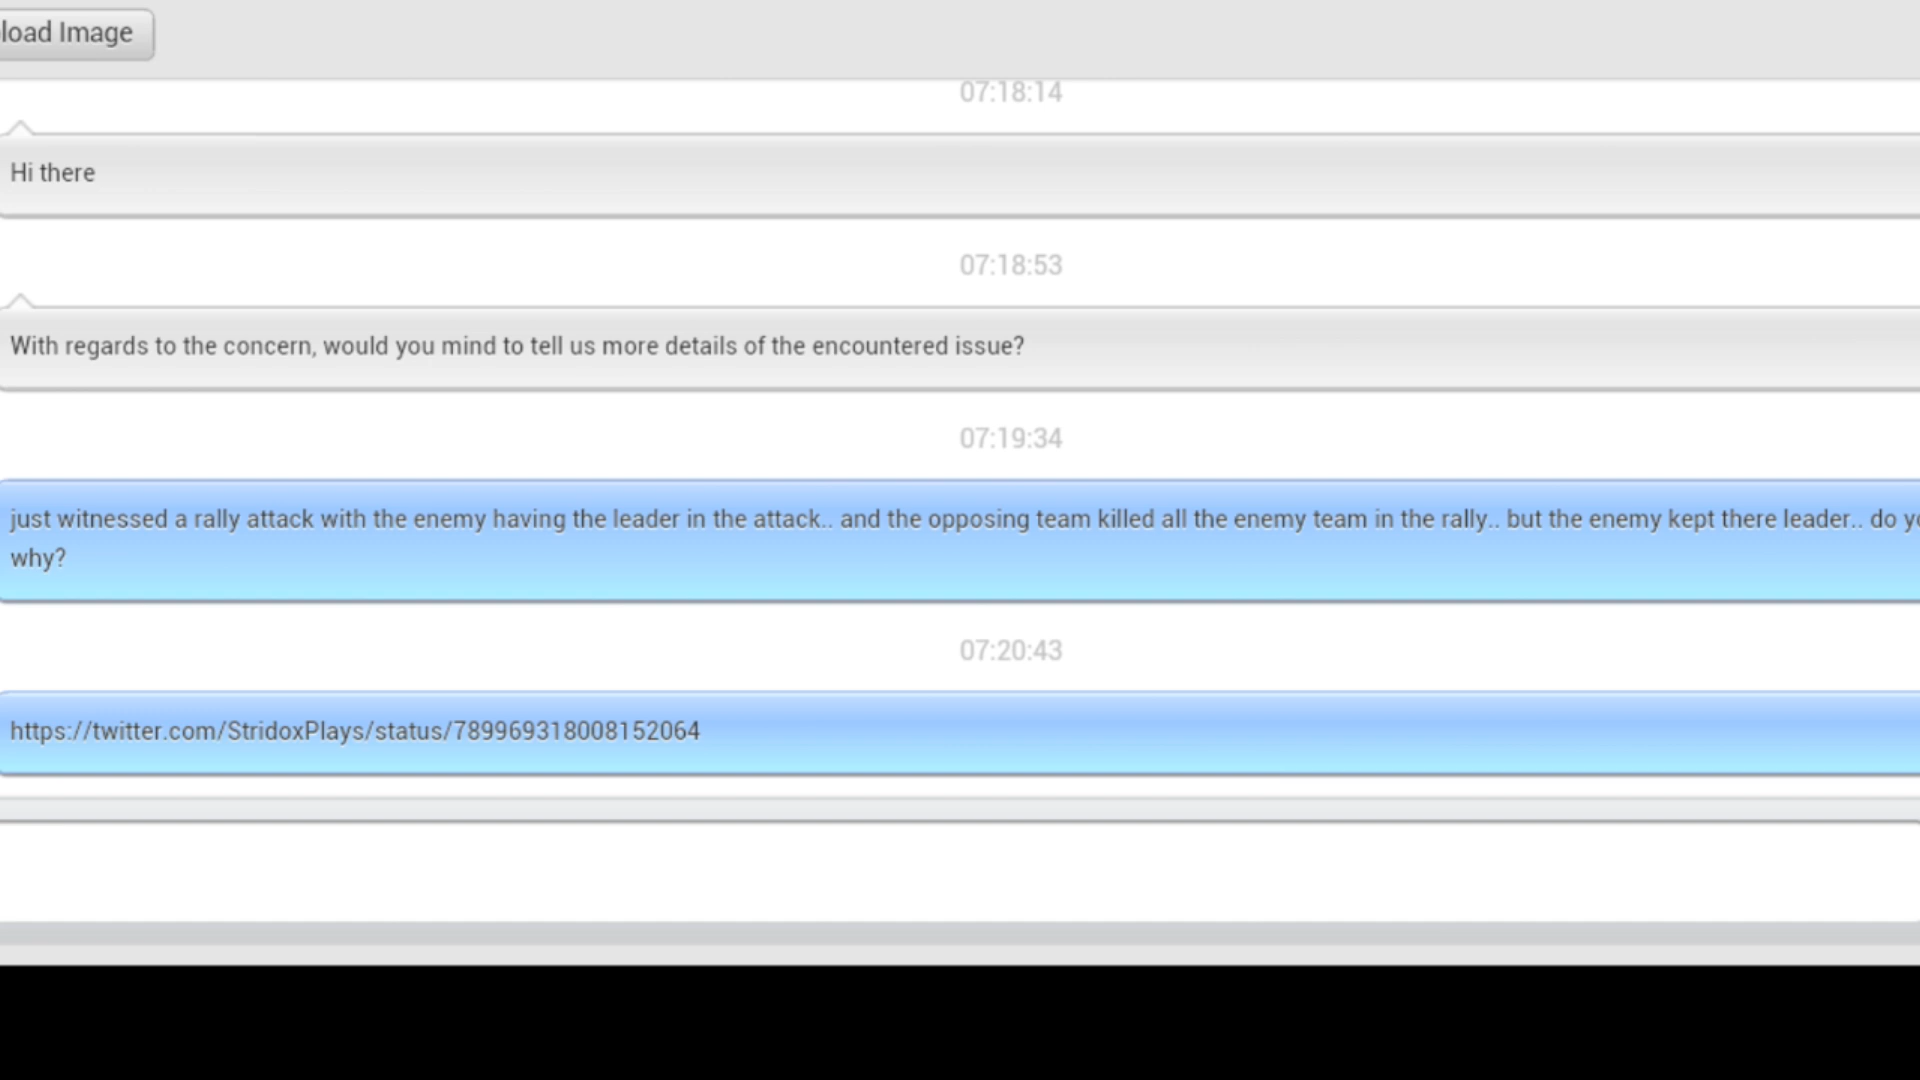 load Image
07:18:14
Hi there
07:18:53
With regards to the concern, would you mind to tell us more details of the encountered issue?
07:19:34
just witnessed a rally attack with the enemy having the leader in the attack.. and the opposing team killed all the enemy team in the rally.. but the enemy kept there leader.. do
why?
07:20:43
https://twitter.com/StridoxPlays/status/789969318008152064